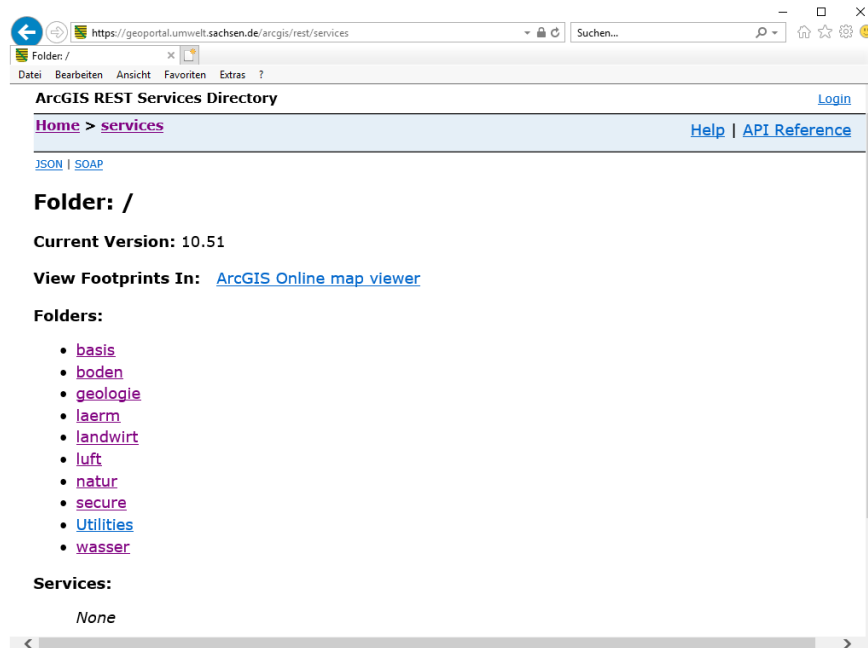 https://geoportal.umwelt.sachsen.de/arcgis/rest/services
Suchen...
Folder: /
Datei Bearbeiten Ansicht Favoriten Extras ?
ArcGIS REST Services Directory
Login
Home > services
Help | API Reference
JSON | SOAP
Folder: /
Current Version: 10.51
View Footprints In: ArcGIS Online map viewer
Folders:
• basis
• boden
• geologie
• laerm
• landwirt
• luft
• natur
• secure
• Utilities
• wasser
Services:
None